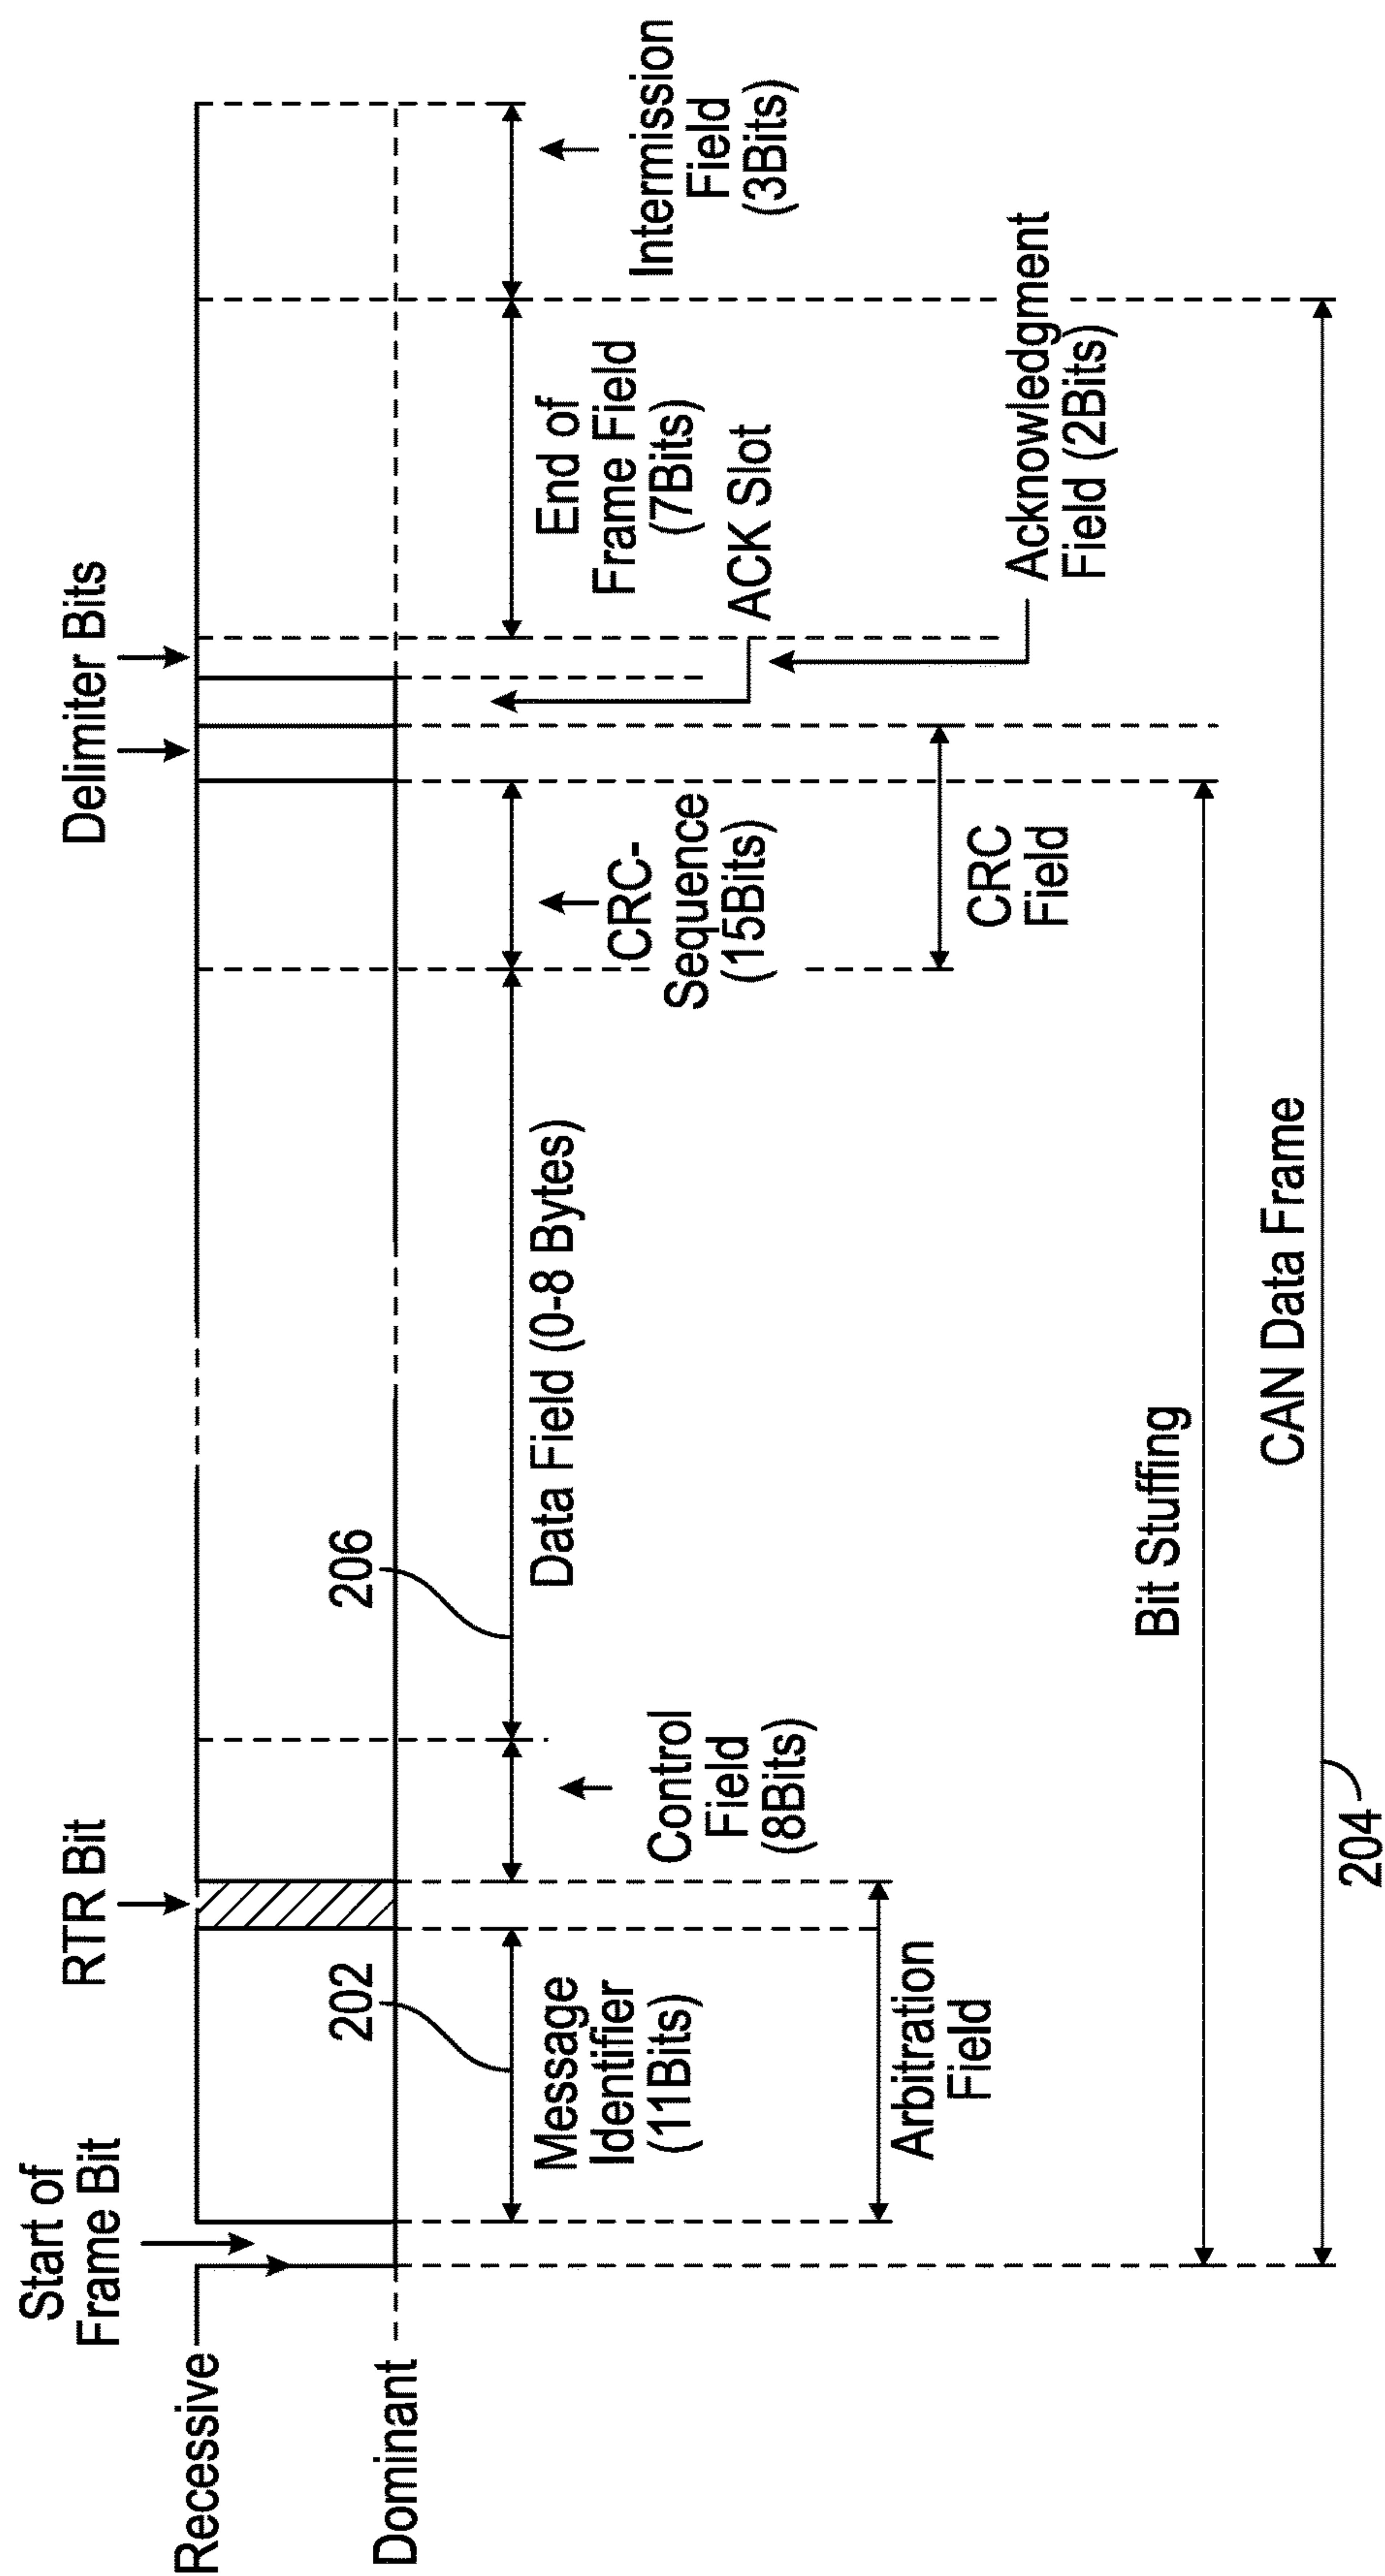 Start of
Frame Bit
RTR Bit
Delimiter Bits
Recessive
Dominant
202
206
Message
Identifier
(11Bits)
Control
Field
(8Bits)
Data Field (0-8 Bytes)
CRC-
Sequence
(15Bits)
End of
Frame Field
(7Bits)
Intermission
Field
(3Bits)
ACK Slot
Arbitration
Field
CRC
Field
Acknowledgment
Field (2Bits)
Bit Stuffing
CAN Data Frame
204